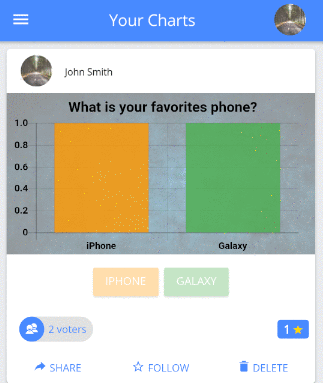 Your Charts
John Smith
What is your favorites phone?
1.0
0.8
0.6
0.4
0.2
0
iPhone Galaxy
IPHONE GALAXY
2 voters 1
SHARE FOLLOW DELETE